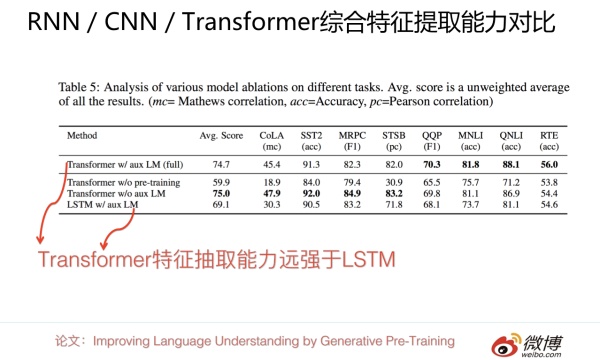 RNN / CNN / Transformer综合特征提取能力对比
Table 5: Analysis of various model ablations on different tasks. Avg. score is a unweighted average
of all the results. (mc= Mathews correlation, acc=Accuracy, pc=Pearson correlation)
Method Avg. Score CoLA SST2 MRPC STSB QQP MNLI QNLI RTE
(mc) (acc) (F1) (pc) (F1) (acc) (acc) (acc)
Transformer w/ aux LM (full) 74.7 45.4 91.3 82.3 82.0 70.3 81.8 88.1 56.0
Transformer w/o pre-training 59.9 18.9 84.0 79.4 30.9 65.5 75.7 71.2 53.8
Transformer w/o aux LM 75.0 47.9 92.0 84.9 83.2 69.8 81.1 86.9 54.4
LSTM w/ aux LM 69.1 30.3 90.5 83.2 71.8 68.1 73.7 81.1 54.6
Transformer特征抽取能力远强于LSTM
论文：Improving Language Understanding by Generative Pre-Training
微博
weibo.com